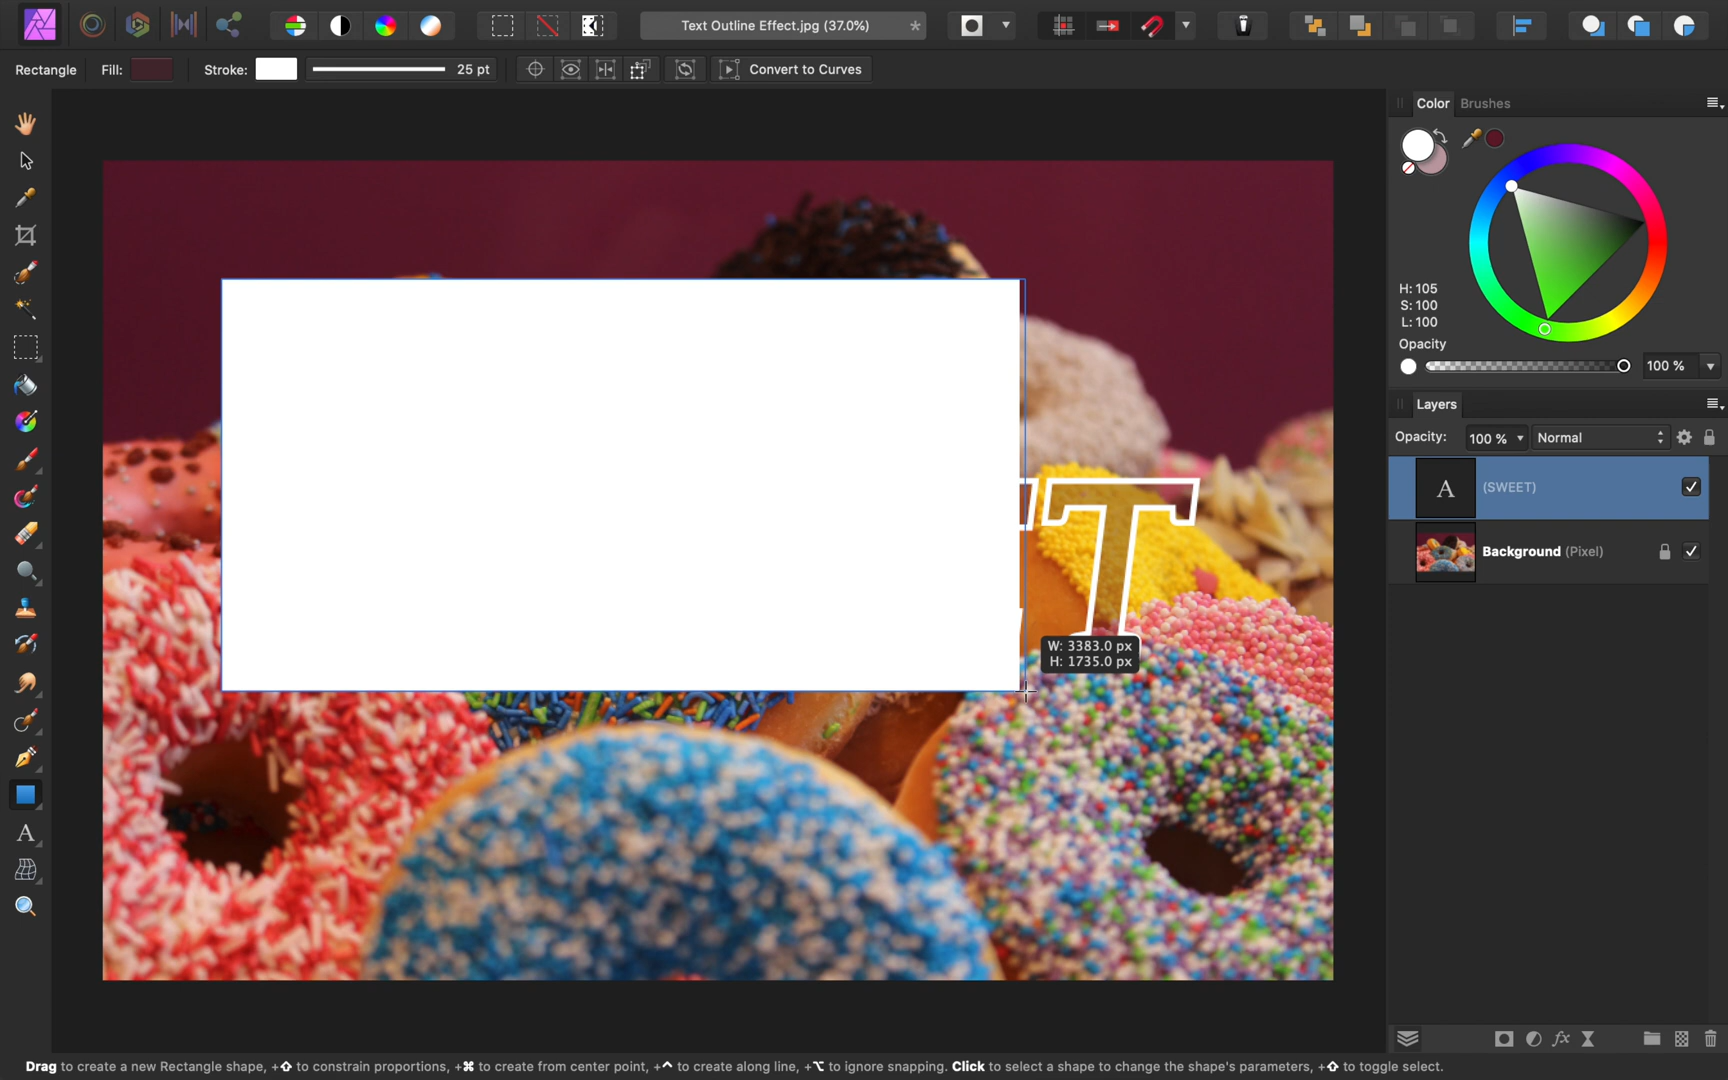 Text Outline Effect.jpg (37.0%)
*
Rectangle Fill: Stroke: 25 pt Convert to Curves
Color Brushes
H: 105
S: 100
L: 100
Opacity
100 %
Layers
Opacity: 100 % Normal
A (SWEET)
Background (Pixel)
T
W: 3383.0 px
H: 1735.0 px
A
fx
Drag to create a new Rectangle shape, +⇧ to constrain proportions, +⌘ to create from center point, +^ to create along line, +⌥ to ignore snapping. Click to select a shape to change the shape's parameters, +⇧ to toggle select.